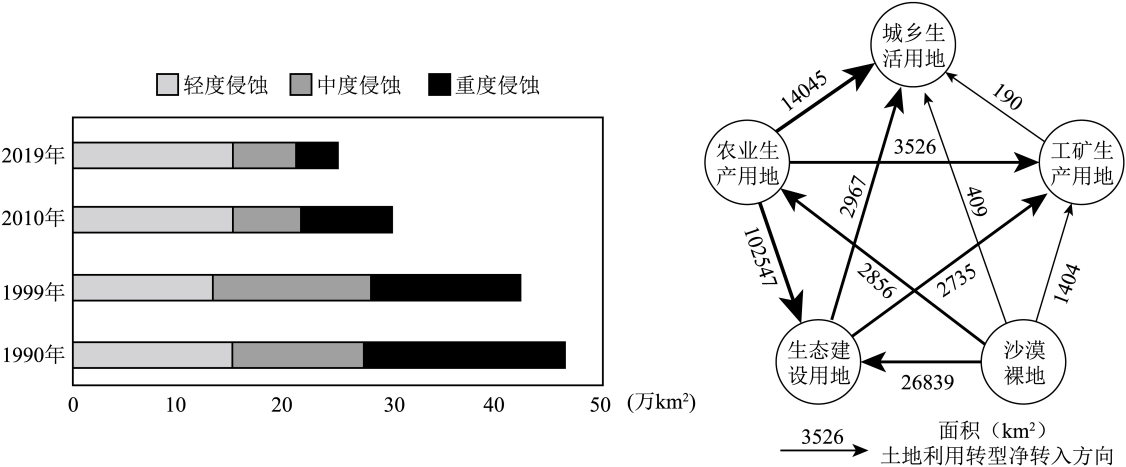 轻度侵蚀 中度侵蚀 重度侵蚀
2019年
2010年
1999年
1990年
0 10 20 30 40 50 (万km²)
城乡生
活用地
农业生
产用地
工矿生
产用地
生态建
设用地
沙漠
裸地
14045
190
3526
2967
409
102547
2856
2735
1404
26839
3526
面积（km²）
土地利用转型净转入方向